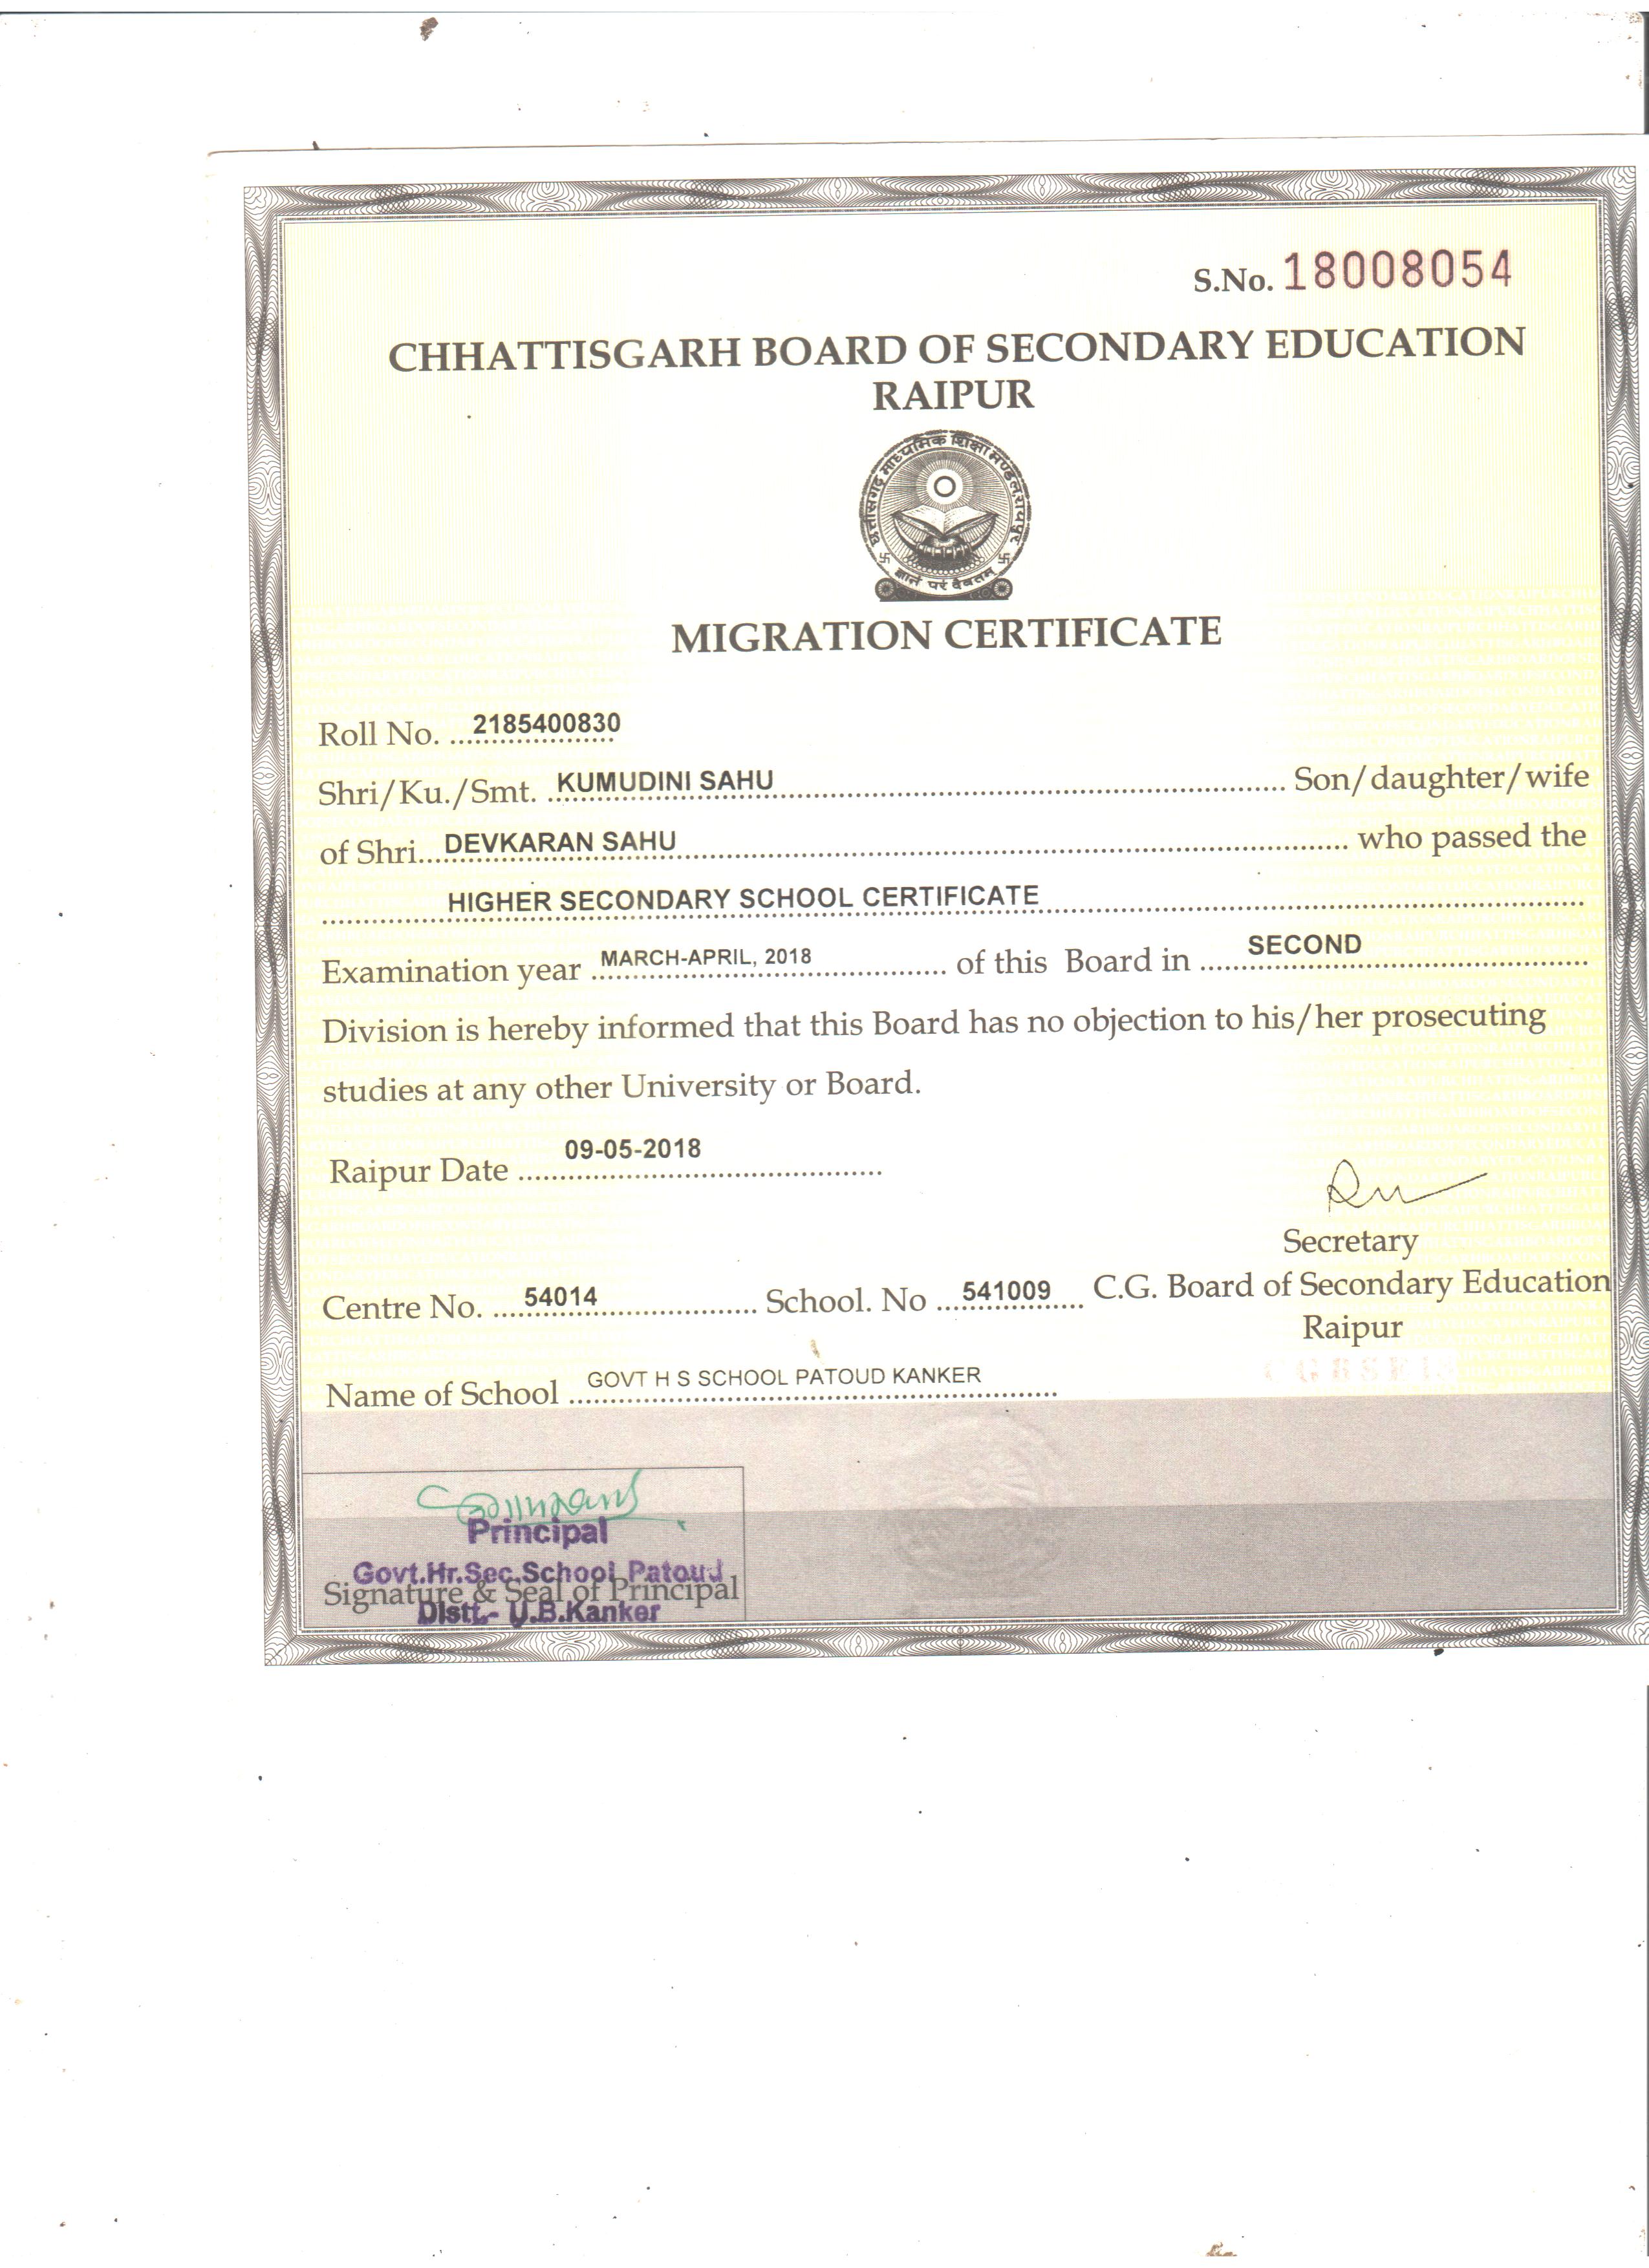 S.No. 18008054
CHHATTISGARH BOARD OF SECONDARY EDUCATION
RAIPUR
छत्तीसगढ़ माध्यमिक शिक्षा मण्डल रायपुर
ज्ञानं परं दैवतम्
MIGRATION CERTIFICATE
Roll No. 2185400830
Shri/Ku./Smt. KUMUDINI SAHU Son/daughter/wife
of Shri DEVKARAN SAHU who passed the
HIGHER SECONDARY SCHOOL CERTIFICATE
Examination year MARCH-APRIL, 2018 of this Board in SECOND
Division is hereby informed that this Board has no objection to his/her prosecuting
studies at any other University or Board.
Raipur Date 09-05-2018
Secretary
Centre No. 54014 School. No 541009 C.G. Board of Secondary Education
Raipur
Name of School GOVT H S SCHOOL PATOUD KANKER
Principal
Govt.Hr.Sec.School Patoud
Signature & Seal of Principal
Distt.- U.B.Kanker